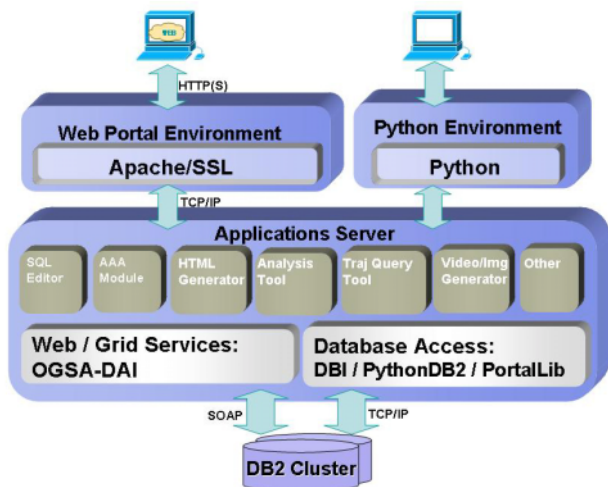 WEB
HTTP(S)
Web Portal Environment
Apache/SSL
Python Environment
Python
TCP/IP
Applications Server
SQL
Editor
AAA
Module
HTML
Generator
Analysis
Tool
Traj Query
Tool
Video/Img
Generator
Other
Web / Grid Services:
OGSA-DAI
Database Access:
DBI / PythonDB2 / PortalLib
SOAP
TCP/IP
DB2 Cluster